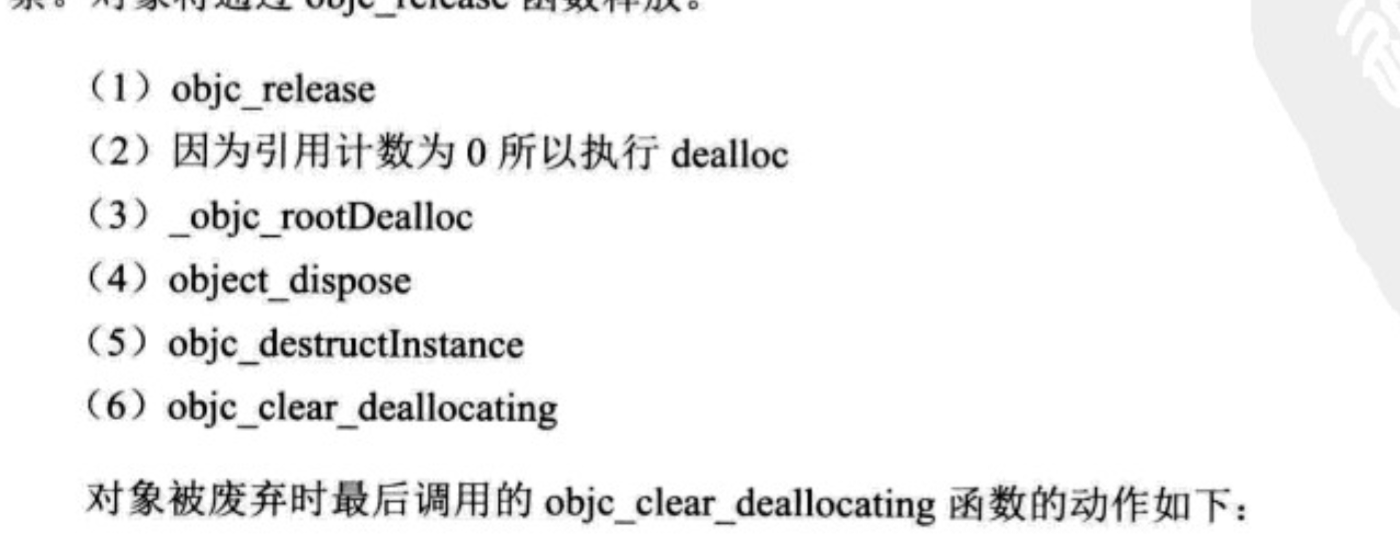 案。对象将通过 objc_release 函数释放。
（1）objc_release
（2）因为引用计数为 0 所以执行 dealloc
（3）_objc_rootDealloc
（4）object_dispose
（5）objc_destructInstance
（6）objc_clear_deallocating
对象被废弃时最后调用的 objc_clear_deallocating 函数的动作如下：